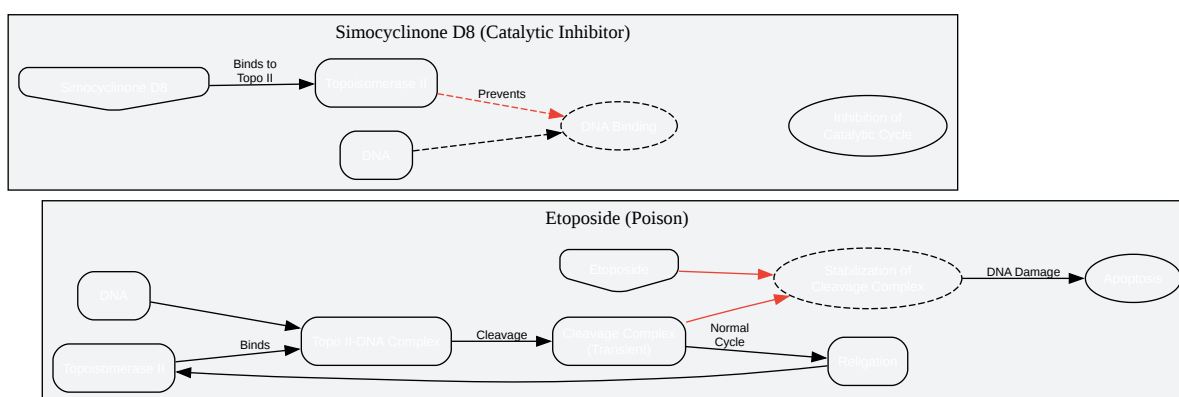 Simocyclinone D8 (Catalytic Inhibitor)
Simocyclinone D8
Binds to
Topo II
Topoisomerase II
Prevents
DNA
DNA Binding
Inhibition of
Catalytic Cycle
Etoposide (Poison)
DNA
Topoisomerase II
Binds
Topo II-DNA Complex
Cleavage
Etoposide
Cleavage Complex
(Transient)
Normal
Cycle
Stabilization of
Cleavage Complex
Religation
DNA Damage
Apoptosis